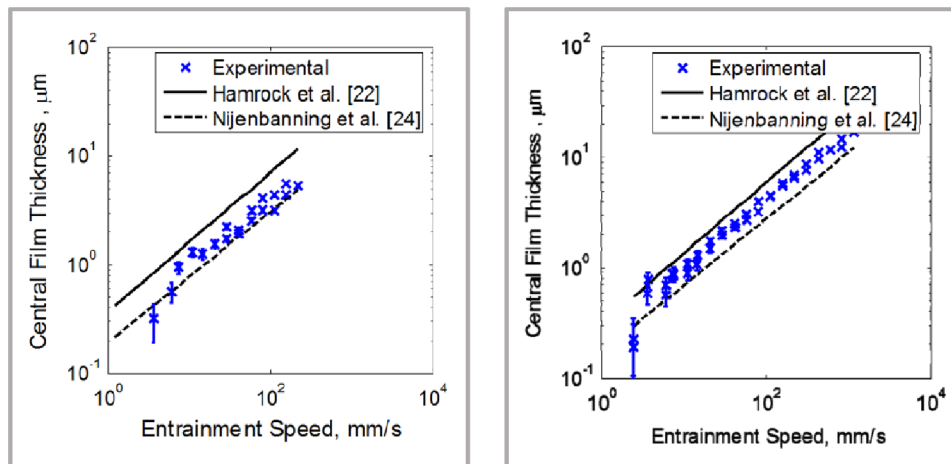 10²
Experimental
Hamrock et al. [22]
Nijenbanning et al. [24]
10¹
10⁰
10⁻¹
10⁰
10²
10⁴
Central Film Thickness , μm
Entrainment Speed, mm/s
10²
Experimental
Hamrock et al. [22]
Nijenbanning et al. [24]
10¹
10⁰
10⁻¹
10⁰
10²
10⁴
Central Film Thickness , μm
Entrainment Speed, mm/s